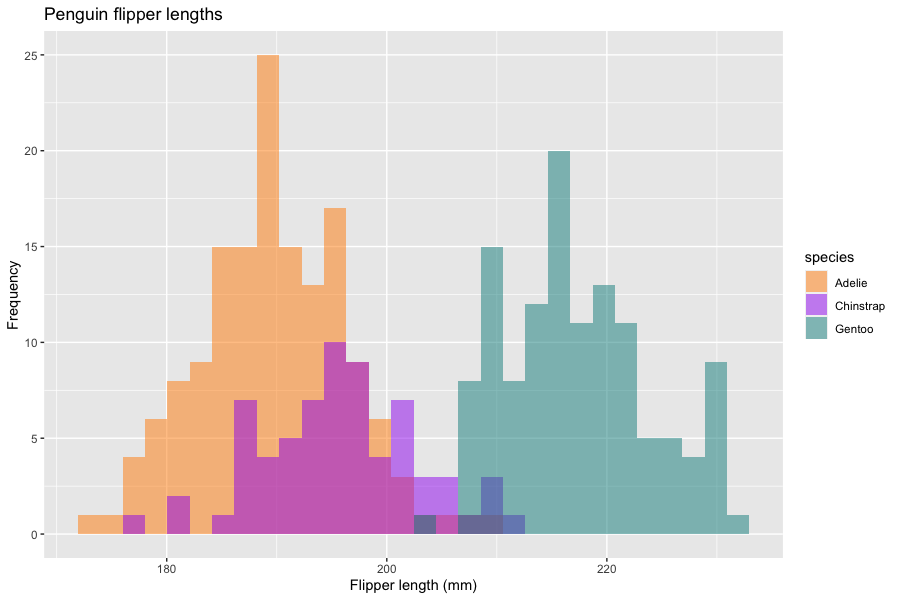 Penguin flipper lengths
25
20
15
10
5
0
Frequency
180
200
220
Flipper length (mm)
species
Adelie
Chinstrap
Gentoo